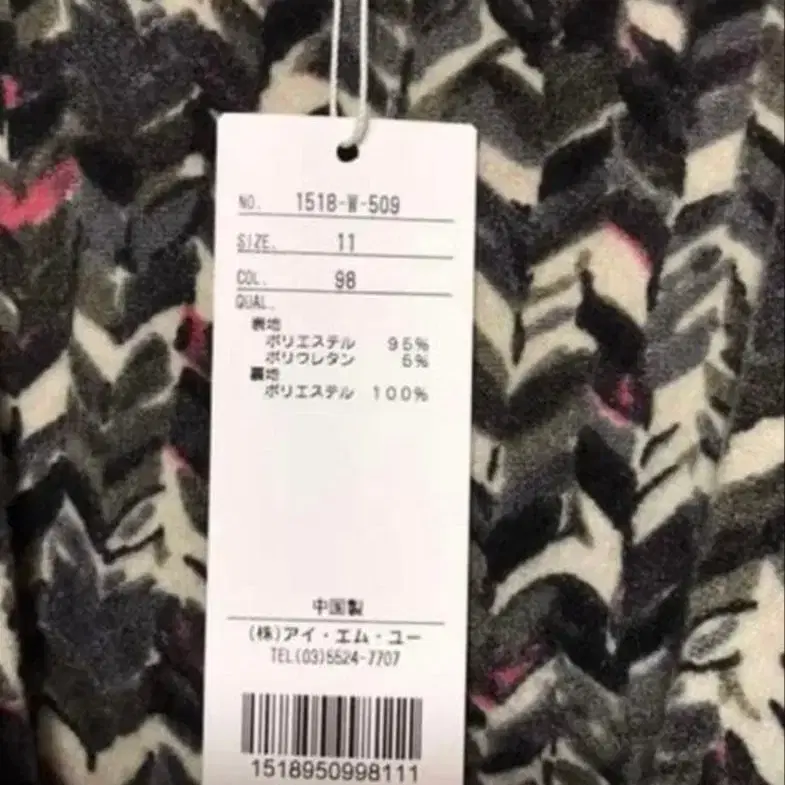 NO. 1518-W-509
SIZE. 11
COL. 98
QUAL.
表地
ポリエステル 95%
ポリウレタン 5%
裏地
ポリエステル 100%
中国製
(株)アイ・エム・ユー
TEL(03)5524-7707
1518950998111